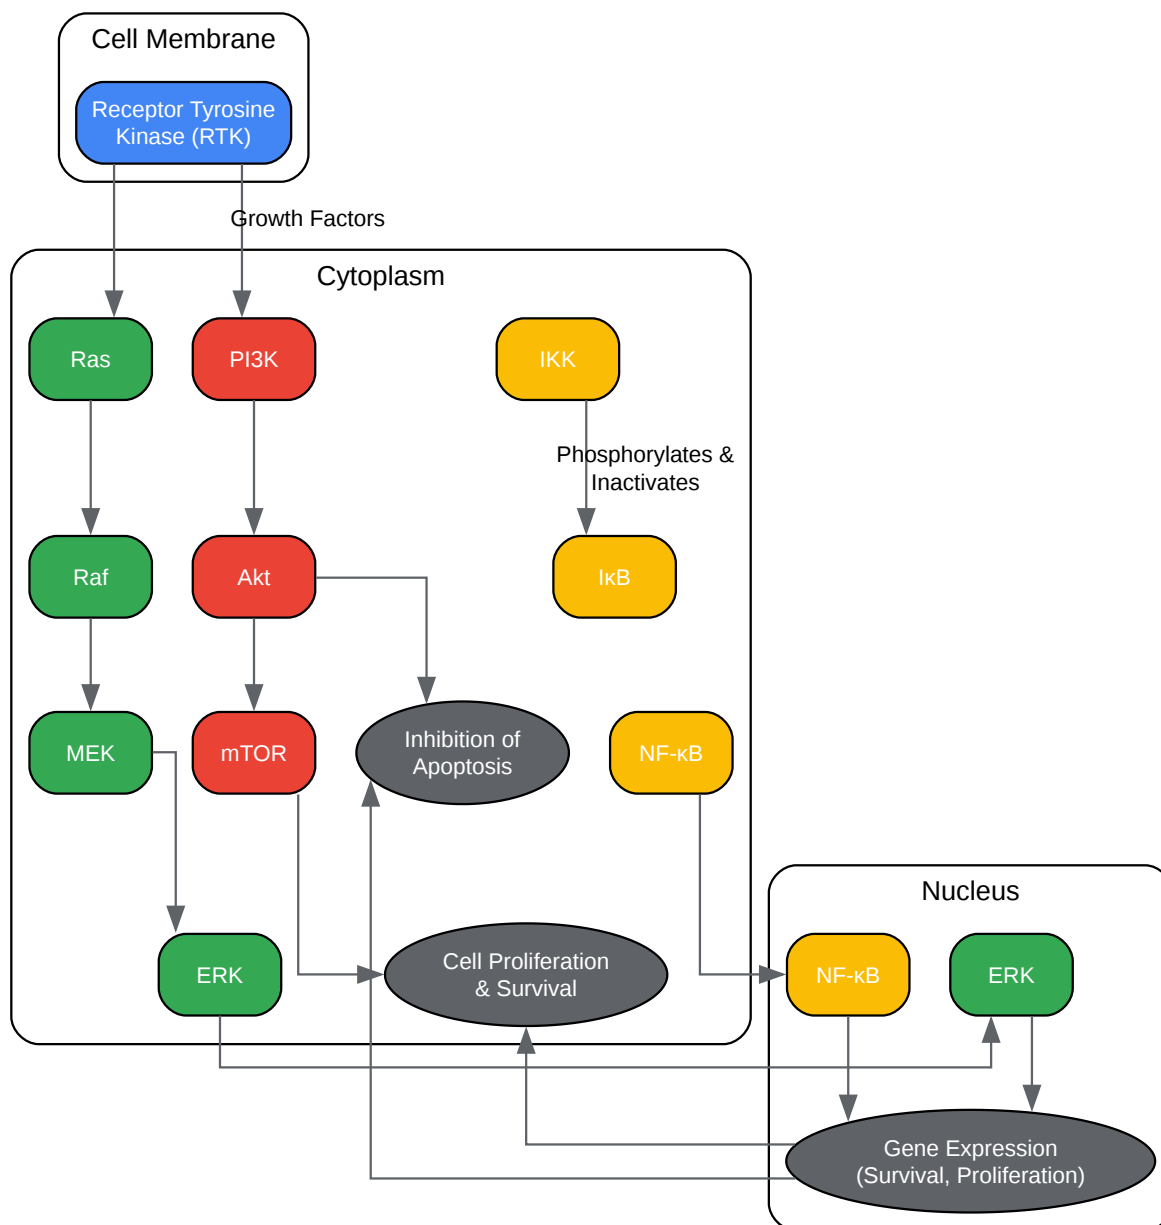 Cell Membrane
Receptor Tyrosine
Kinase (RTK)
Growth Factors
Cytoplasm
Ras
PI3K
IKK
Phosphorylates &
Inactivates
Raf
Akt
IκB
MEK
mTOR
Inhibition of
Apoptosis
NF-κB
Nucleus
ERK
Cell Proliferation
& Survival
NF-κB
ERK
Gene Expression
(Survival, Proliferation)